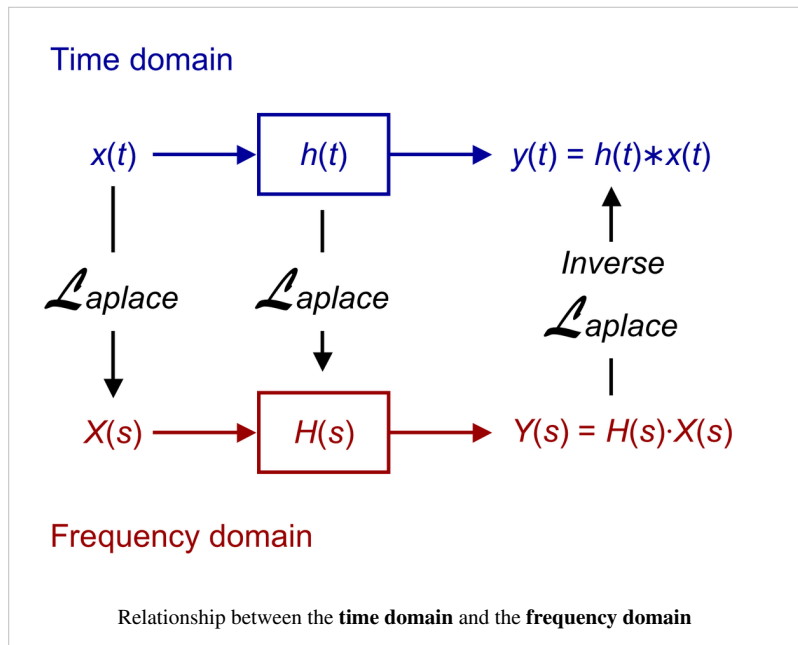 Time domain
x(t) h(t) y(t) = h(t)∗x(t)
Inverse
ℒaplace ℒaplace ℒaplace
X(s) H(s) Y(s) = H(s)·X(s)
Frequency domain
Relationship between the time domain and the frequency domain